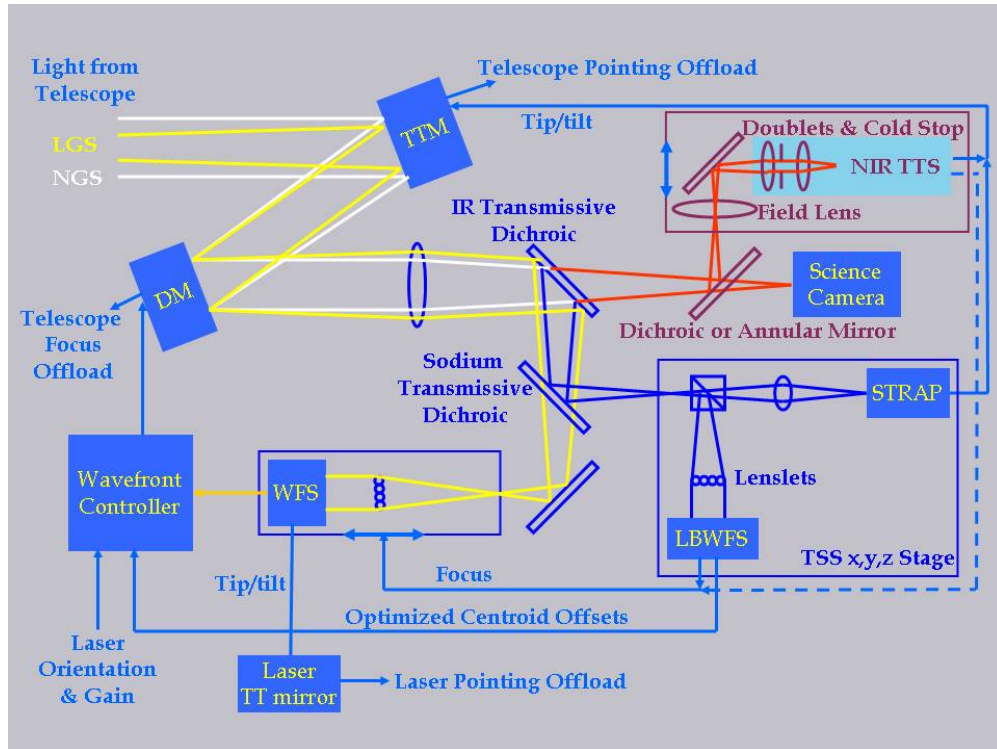 Light from
Telescope
LGS
NGS
TTM
Telescope Pointing Offload
Tip/tilt
Doublets & Cold Stop
NIR TTS
Field Lens
IR Transmissive
Dichroic
Science
Camera
Dichroic or Annular Mirror
DM
Telescope
Focus
Offload
Sodium
Transmissive
Dichroic
STRAP
Lenslets
LBWFS
TSS x,y,z Stage
Wavefront
Controller
WFS
Tip/tilt
Focus
Optimized Centroid Offsets
Laser
Orientation
& Gain
Laser
TT mirror
Laser Pointing Offload